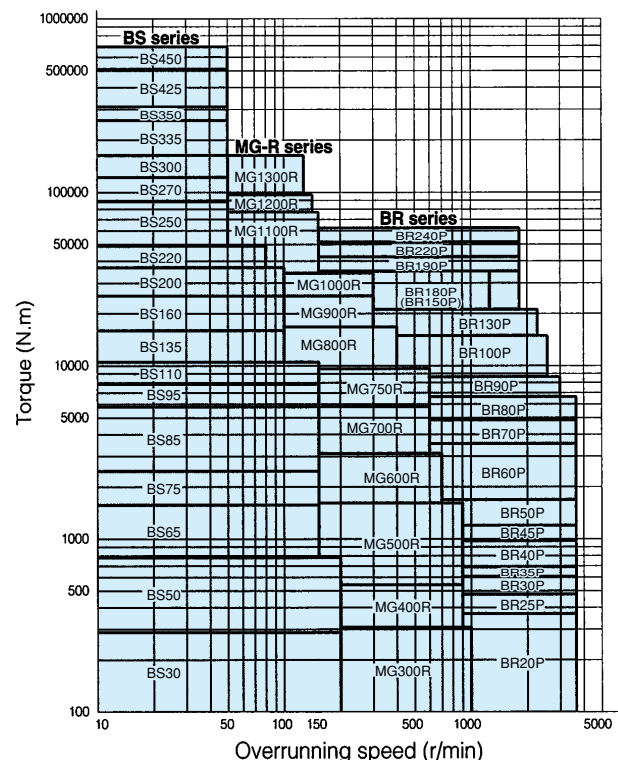 1000000
BS series
BS450
500000
BS425
BS350
BS335
MG-R series
BS300
MG1300R
BS270
100000
MG1200R
BR series
BS250
MG1100R
BR240P
50000
BR220P
BS220
BR190P
BS200
MG1000R
BR180P
(BR150P)
BS160
MG900R
BR130P
BS135
MG800R
BR100P
10000
BS110
BR90P
BS95
MG750R
BR80P
5000
BS85
MG700R
BR70P
MG600R
BR60P
BS75
BS65
BR50P
BR45P
1000
MG500R
BR40P
BR35P
BR30P
500
BS50
MG400R
BR25P
BS30
MG300R
BR20P
100
10 50 100 150 500 1000 5000
Torque (N.m)
Overrunning speed (r/min)